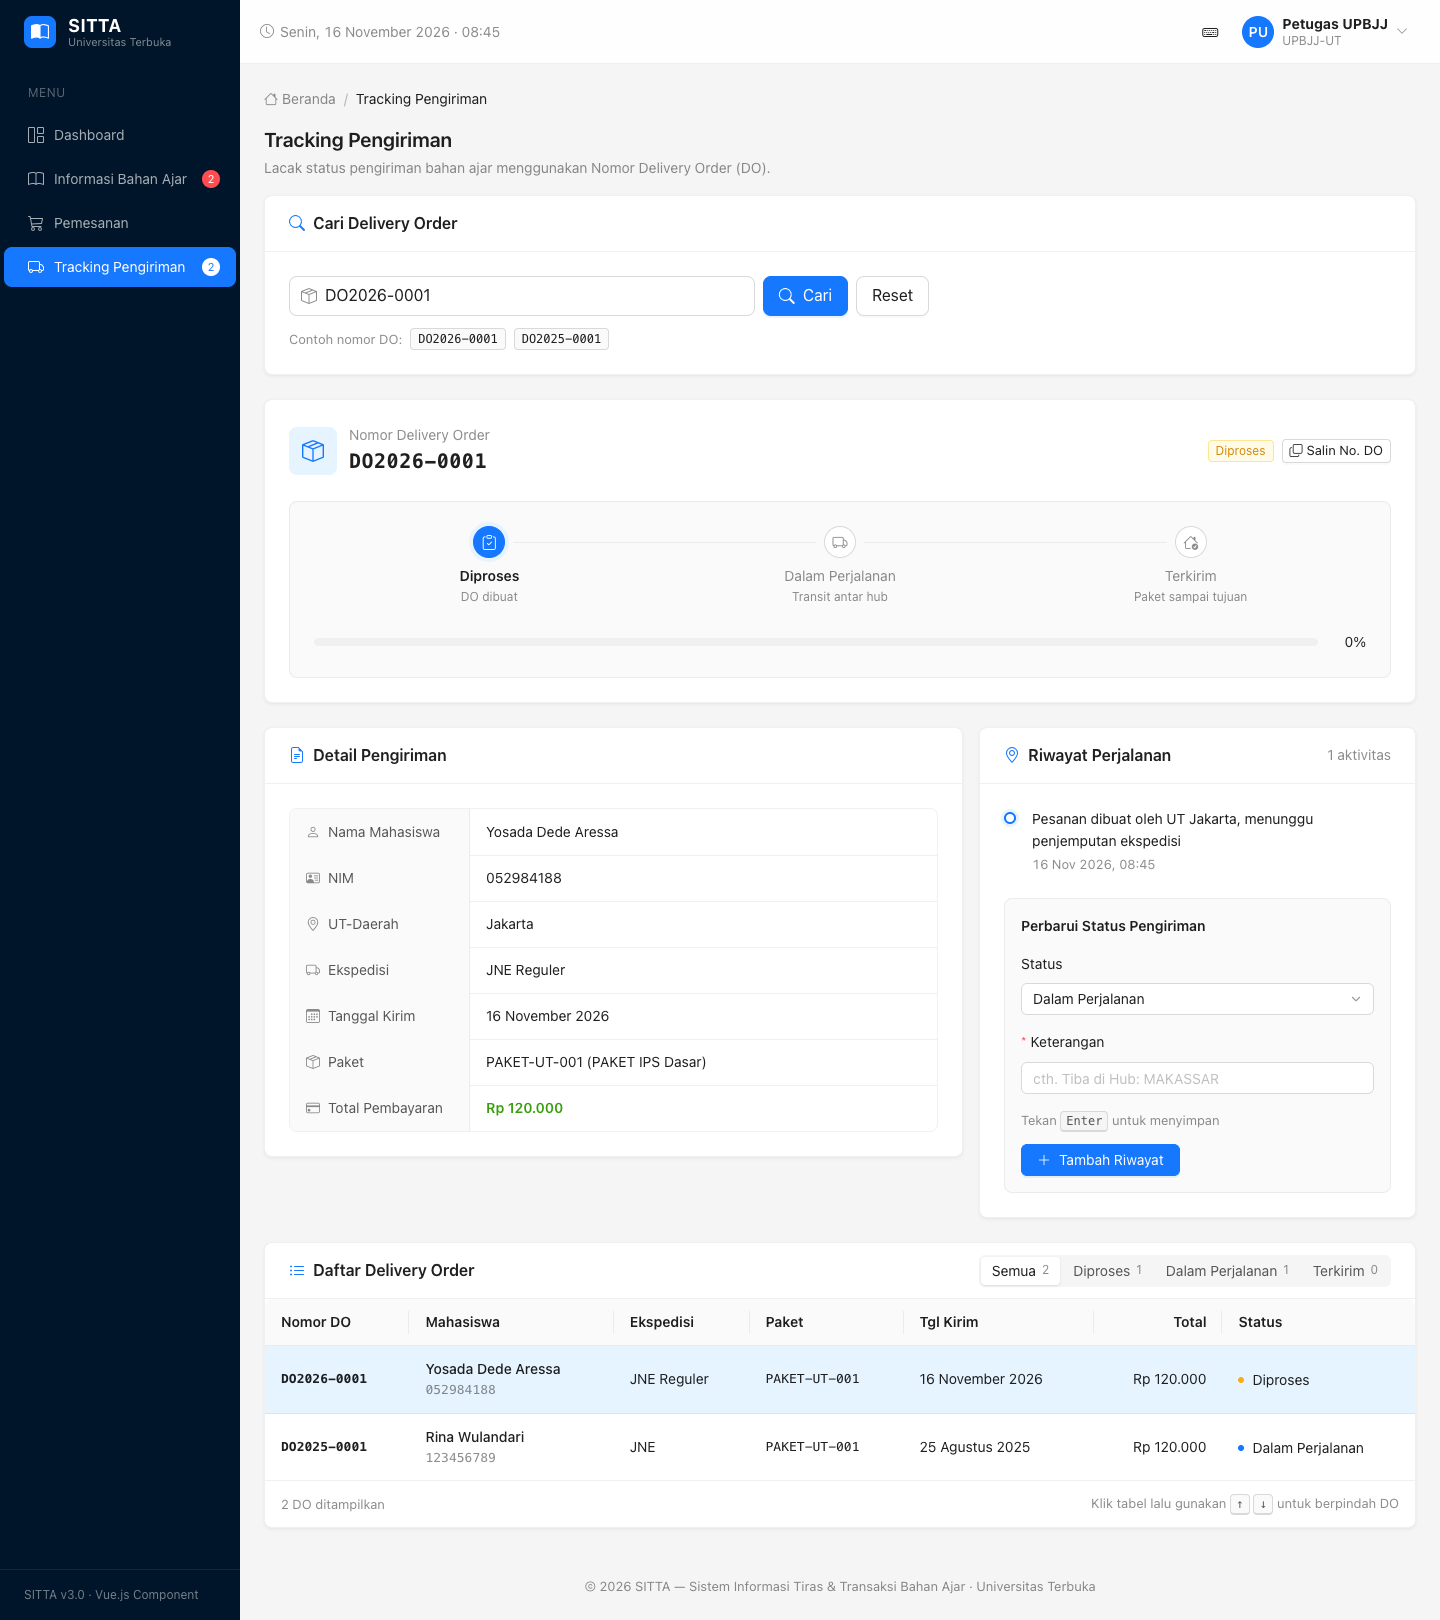 SITTA
Universitas Terbuka
MENU
Dashboard
Informasi Bahan Ajar 2
Pemesanan
Tracking Pengiriman 2
SITTA v3.0 · Vue.js Component
Senin, 16 November 2026 · 08:45
PU
Petugas UPBJJ
UPBJJ-UT
Beranda / Tracking Pengiriman
Tracking Pengiriman
Lacak status pengiriman bahan ajar menggunakan Nomor Delivery Order (DO).
Cari Delivery Order
DO2026-0001 Cari Reset
Contoh nomor DO: DO2026-0001 DO2025-0001
Nomor Delivery Order
DO2026-0001
Diproses Salin No. DO
Diproses
DO dibuat
Dalam Perjalanan
Transit antar hub
Terkirim
Paket sampai tujuan
0%
Detail Pengiriman
Nama Mahasiswa Yosada Dede Aressa
NIM 052984188
UT-Daerah Jakarta
Ekspedisi JNE Reguler
Tanggal Kirim 16 November 2026
Paket PAKET-UT-001 (PAKET IPS Dasar)
Total Pembayaran Rp 120.000
Riwayat Perjalanan 1 aktivitas
Pesanan dibuat oleh UT Jakarta, menunggu
penjemputan ekspedisi
16 Nov 2026, 08:45
Perbarui Status Pengiriman
Status
Dalam Perjalanan
* Keterangan
cth. Tiba di Hub: MAKASSAR
Tekan Enter untuk menyimpan
+ Tambah Riwayat
Daftar Delivery Order
Semua 2 Diproses 1 Dalam Perjalanan 1 Terkirim 0
Nomor DO Mahasiswa Ekspedisi Paket Tgl Kirim Total Status
DO2026-0001 Yosada Dede Aressa 052984188 JNE Reguler PAKET-UT-001 16 November 2026 Rp 120.000 Diproses
DO2025-0001 Rina Wulandari 123456789 JNE PAKET-UT-001 25 Agustus 2025 Rp 120.000 Dalam Perjalanan
2 DO ditampilkan
Klik tabel lalu gunakan ↑ ↓ untuk berpindah DO
© 2026 SITTA — Sistem Informasi Tiras & Transaksi Bahan Ajar · Universitas Terbuka